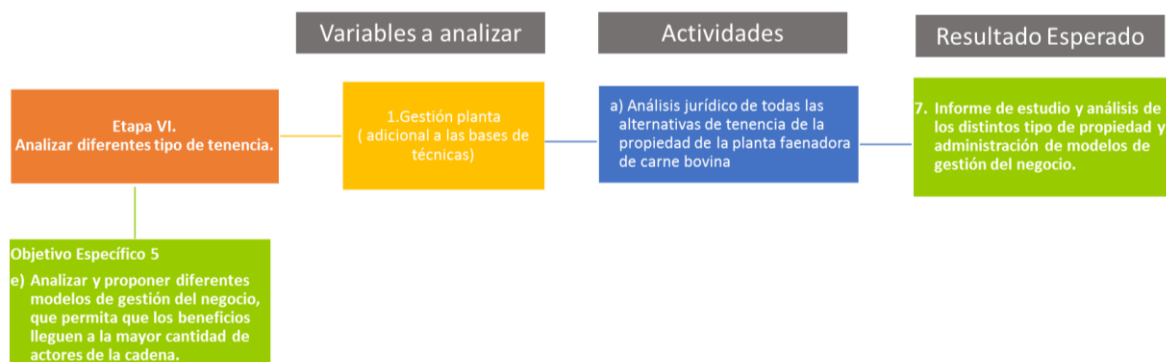 Variables a analizar
Actividades
Resultado Esperado
Etapa VI.
Analizar diferentes tipo de tenencia.
1.Gestión planta
( adicional a las bases de
técnicas)
a) Análisis jurídico de todas las
alternativas de tenencia de la
propiedad de la planta faenadora
de carne bovina
7. Informe de estudio y análisis de
los distintos tipo de propiedad y
administración de modelos de
gestión del negocio.
Objetivo Específico 5
e) Analizar y proponer diferentes
modelos de gestión del negocio,
que permita que los beneficios
lleguen a la mayor cantidad de
actores de la cadena.